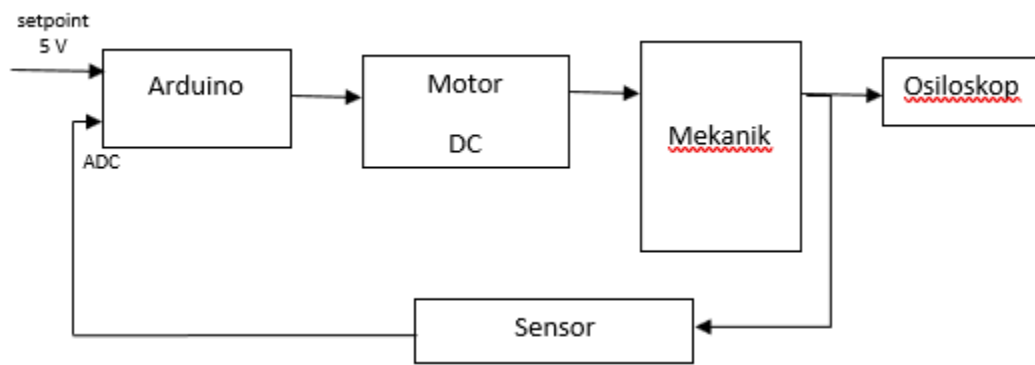 setpoint
5 V
Arduino
ADC
Motor
DC
Mekanik
Osiloskop
Sensor